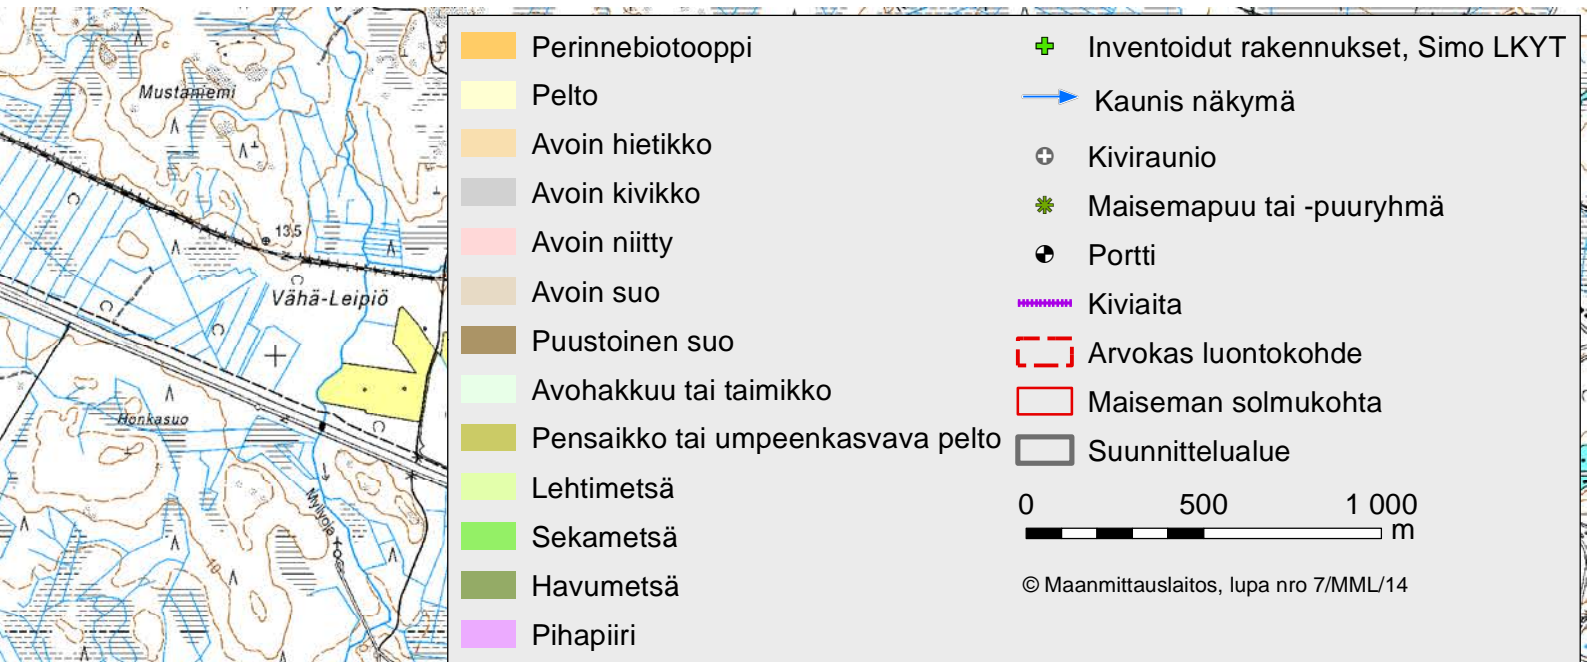 Mustaniemi
13,5
Vähä-Leipiö
Honkasuo
Myllyoja
10
Perinnebiotooppi
Pelto
Avoin hietikko
Avoin kivikko
Avoin niitty
Avoin suo
Puustoinen suo
Avohakkuu tai taimikko
Pensaikko tai umpeenkasvava pelto
Lehtimetsä
Sekametsä
Havumetsä
Pihapiiri
Inventoidut rakennukset, Simo LKYT
Kaunis näkymä
Kiviraunio
Maisemapuu tai -puuryhmä
Portti
Kiviaita
Arvokas luontokohde
Maiseman solmukohta
Suunnittelualue
0 500 1 000
m
© Maanmittauslaitos, lupa nro 7/MML/14